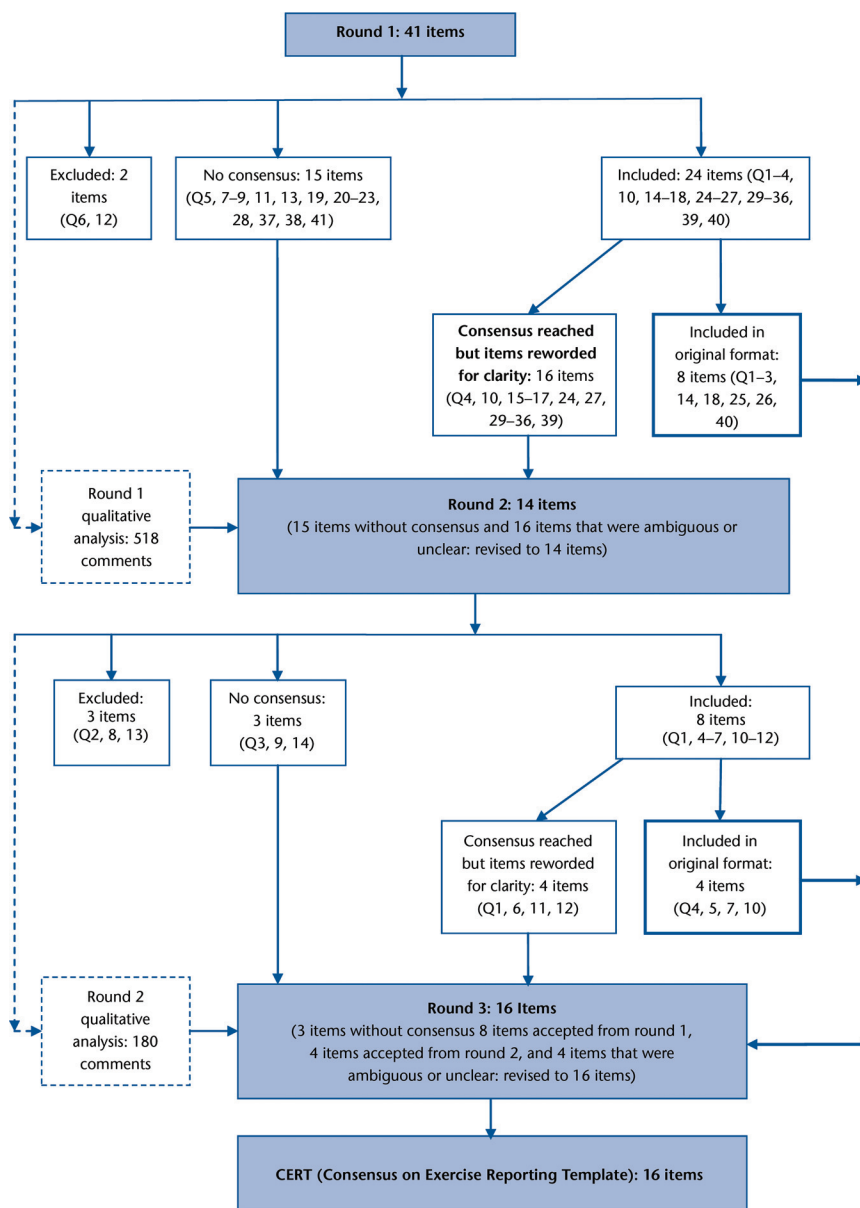 Round 1: 41 items
Excluded: 2
items
(Q6, 12)
No consensus: 15 items
(Q5, 7–9, 11, 13, 19, 20–23,
28, 37, 38, 41)
Included: 24 items (Q1–4,
10, 14–18, 24–27, 29–36,
39, 40)
Consensus reached
but items reworded
for clarity: 16 items
(Q4, 10, 15–17, 24, 27,
29–36, 39)
Included in
original format:
8 items (Q1–3,
14, 18, 25, 26,
40)
Round 1
qualitative
analysis: 518
comments
Round 2: 14 items
(15 items without consensus and 16 items that were ambiguous or
unclear: revised to 14 items)
Excluded:
3 items
(Q2, 8, 13)
No consensus:
3 items
(Q3, 9, 14)
Included:
8 items
(Q1, 4–7, 10–12)
Consensus reached
but items reworded
for clarity: 4 items
(Q1, 6, 11, 12)
Included in
original format:
4 items
(Q4, 5, 7, 10)
Round 2
qualitative
analysis: 180
comments
Round 3: 16 Items
(3 items without consensus 8 items accepted from round 1,
4 items accepted from round 2, and 4 items that were
ambiguous or unclear: revised to 16 items)
CERT (Consensus on Exercise Reporting Template): 16 items